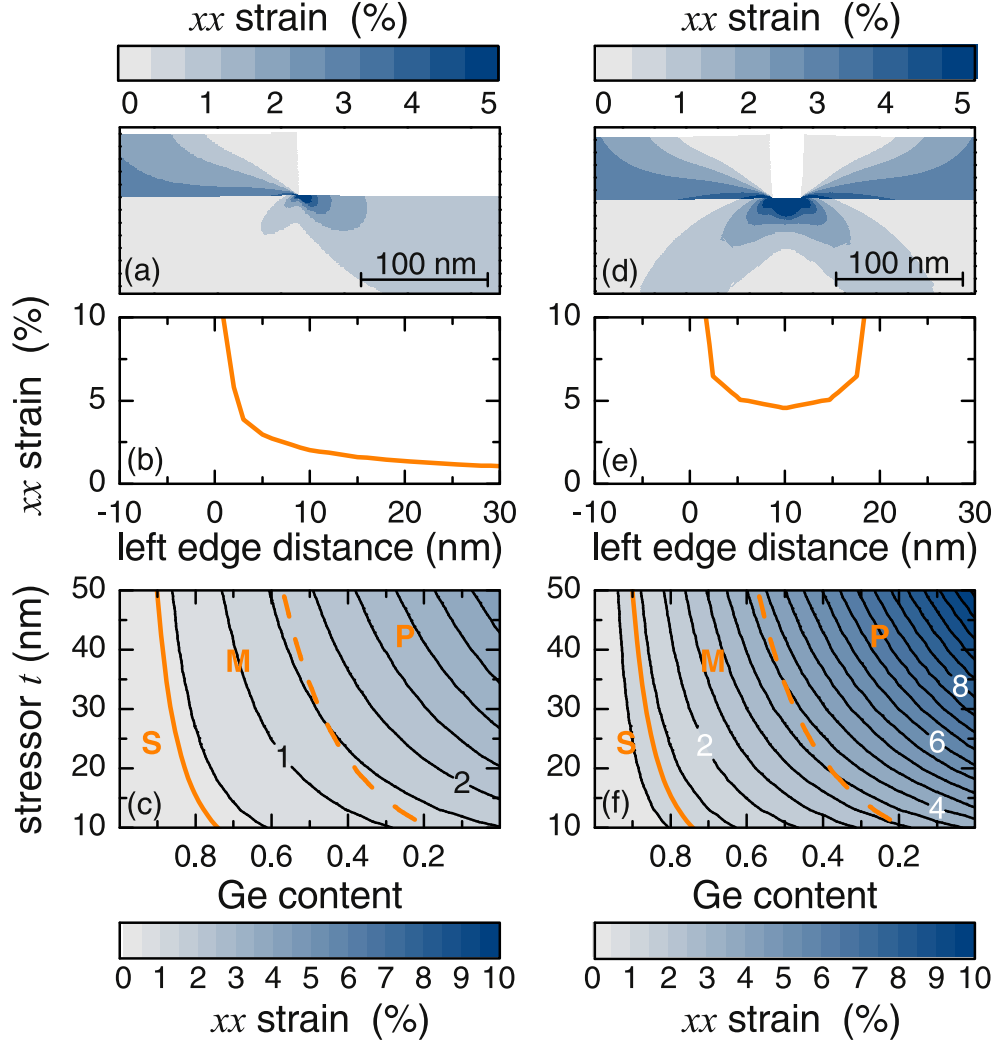 xx strain (%)
0 1 2 3 4 5
(a)
100 nm
xx strain (%)
0 1 2 3 4 5
(d)
100 nm
xx strain (%)
10
5
0
(b)
-10 0 10 20 30
left edge distance (nm)
10
5
0
(e)
-10 0 10 20 30
left edge distance (nm)
stressor t (nm)
50
40
30
20
10
S
M
P
1
2
(c)
0.8 0.6 0.4 0.2
Ge content
0 1 2 3 4 5 6 7 8 9 10
xx strain (%)
50
40
30
20
10
S
M
P
2
8
6
4
(f)
0.8 0.6 0.4 0.2
Ge content
0 1 2 3 4 5 6 7 8 9 10
xx strain (%)